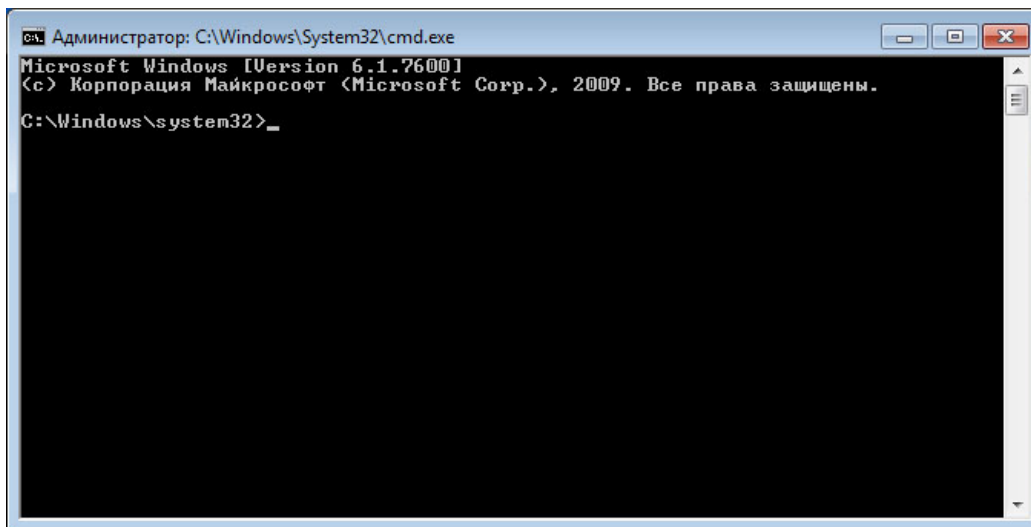 Администратор: C:\Windows\System32\cmd.exe
Microsoft Windows [Version 6.1.7600]
(c) Корпорация Майкрософт (Microsoft Corp.), 2009. Все права защищены.
C:\Windows\system32>_